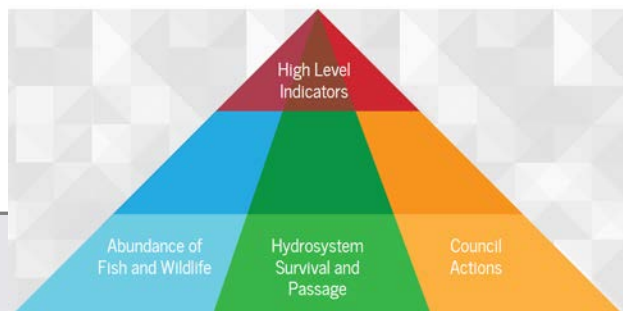 High Level
Indicators
Abundance of
Fish and Wildlife
Hydrosystem
Survival and
Passage
Council
Actions